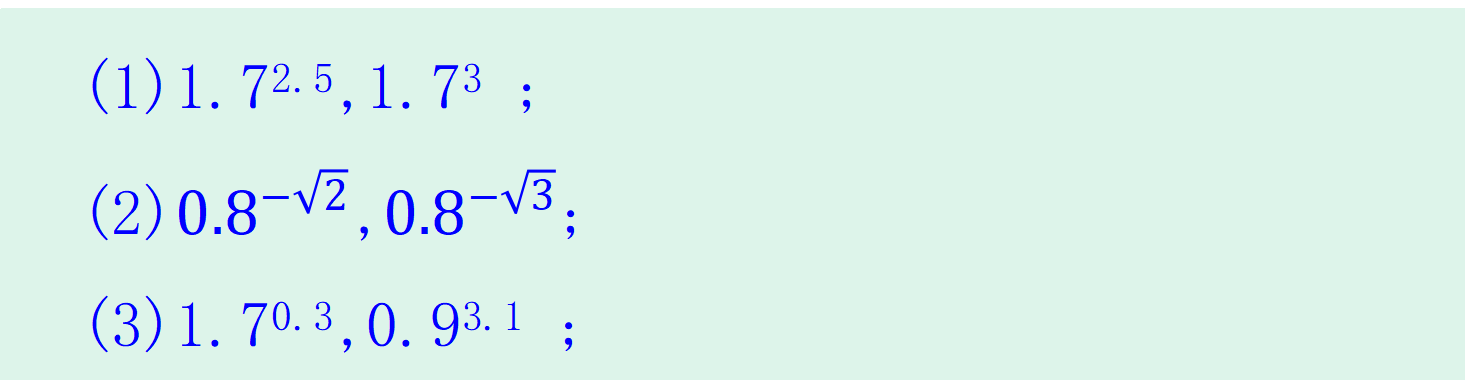 (1) 1.7^2.5, 1.7^3 ;
(2) 0.8^−√2, 0.8^−√3;
(3) 1.7^0.3, 0.9^3.1 ;